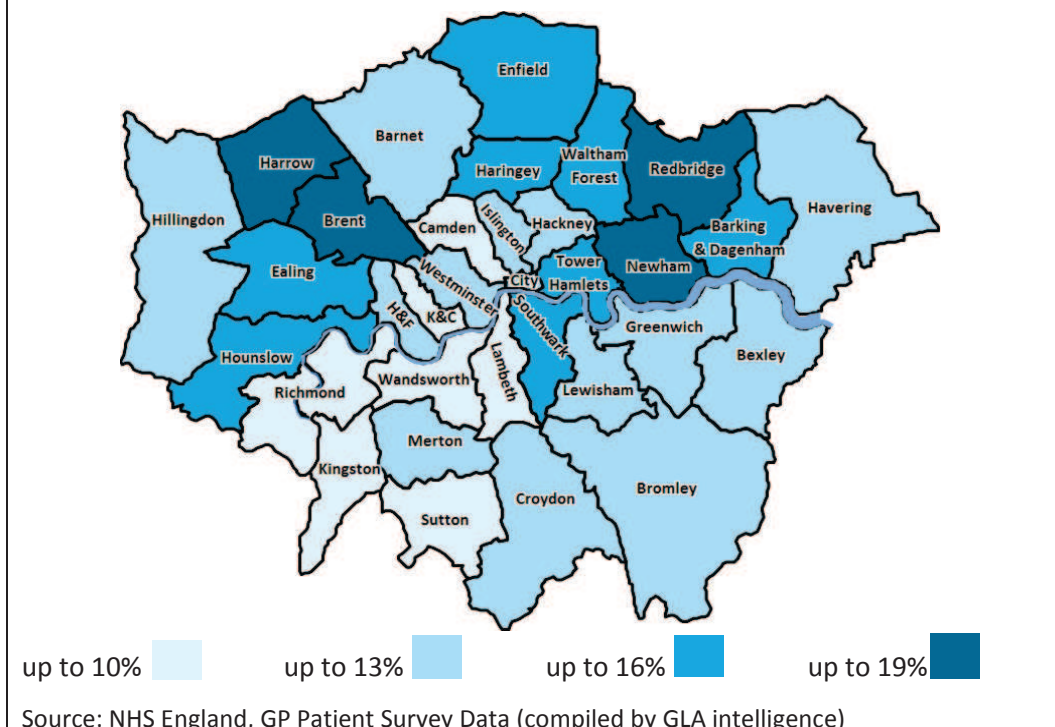 Enfield
Barnet
Waltham
Forest
Harrow
Haringey
Redbridge
Hillingdon
Brent
Camden
Islington
Hackney
Havering
Barking
& Dagenham
Ealing
Westminster
City
Tower
Hamlets
Newham
H&F
K&C
Southwark
Greenwich
Hounslow
Bexley
Richmond
Wandsworth
Lambeth
Lewisham
Merton
Kingston
Sutton
Croydon
Bromley
up to 10% up to 13% up to 16% up to 19%
Source: NHS England, GP Patient Survey Data (compiled by GLA intelligence)